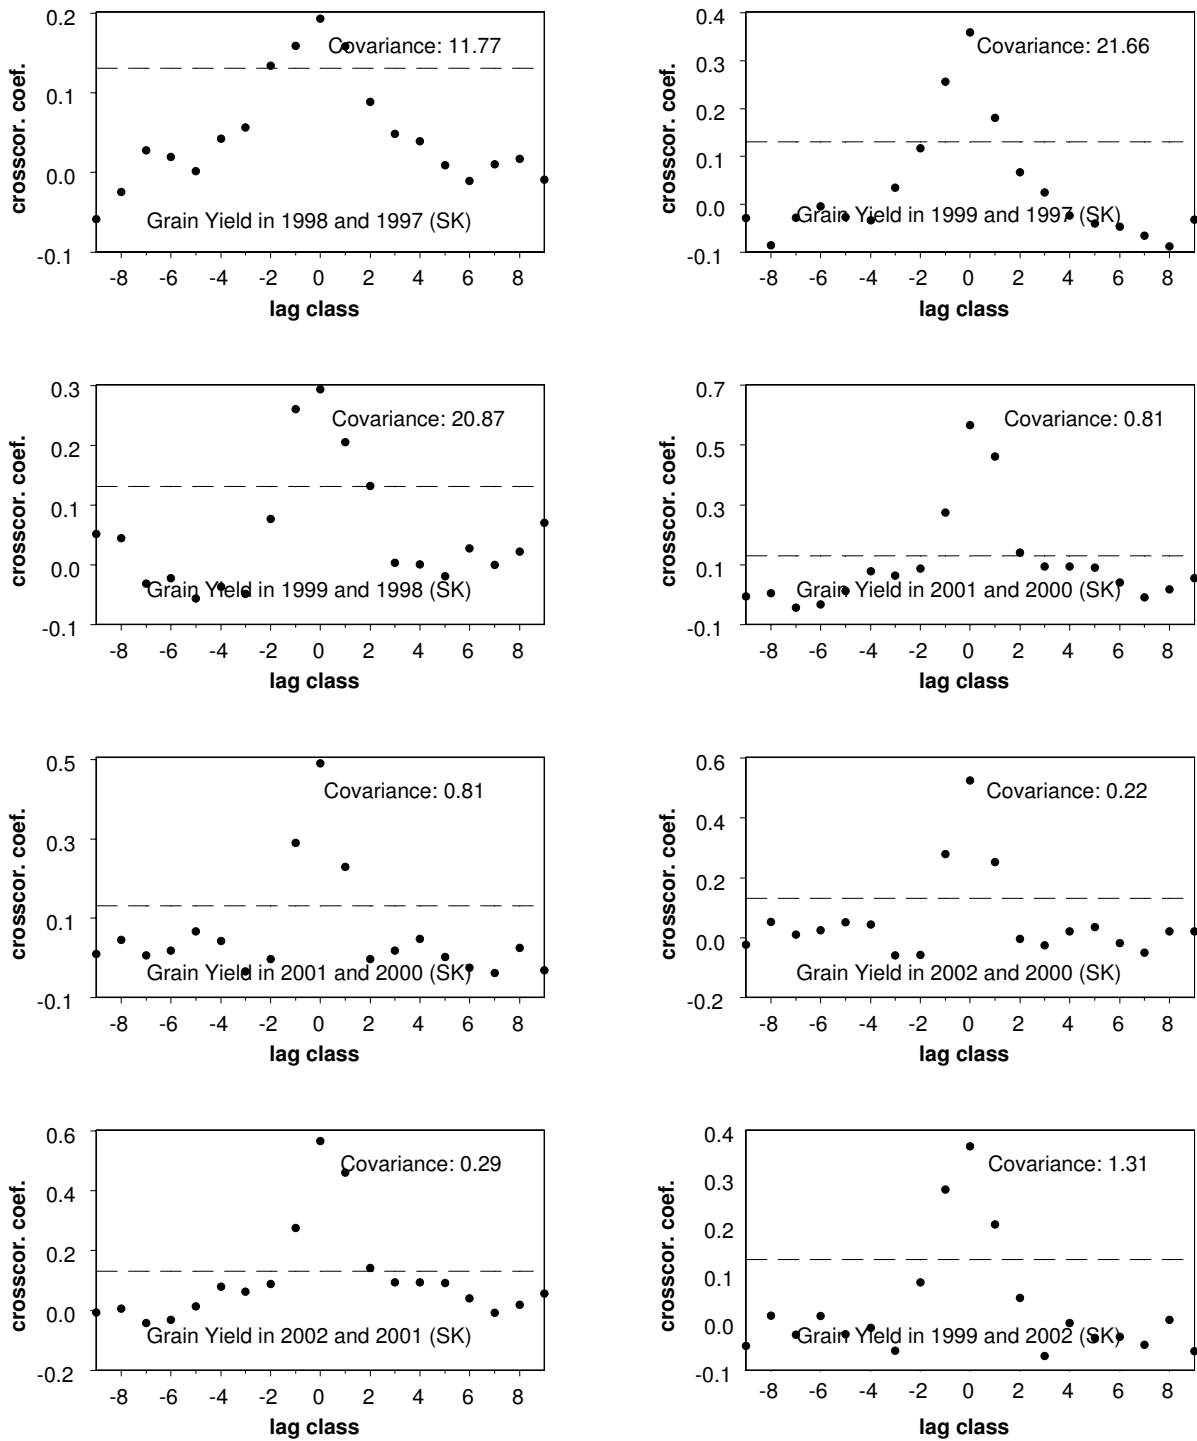 0.2
0.1
0.0
-0.1
crosscor. coef.
Covariance: 11.77
Grain Yield in 1998 and 1997 (SK)
-8 -6 -4 -2 0 2 4 6 8
lag class
0.4
0.3
0.2
0.1
0.0
-0.1
crosscor. coef.
Covariance: 21.66
Grain Yield in 1999 and 1997 (SK)
-8 -6 -4 -2 0 2 4 6 8
lag class
0.3
0.2
0.1
0.0
-0.1
crosscor. coef.
Covariance: 20.87
Grain Yield in 1999 and 1998 (SK)
-8 -6 -4 -2 0 2 4 6 8
lag class
0.7
0.5
0.3
0.1
-0.1
crosscor. coef.
Covariance: 0.81
Grain Yield in 2001 and 2000 (SK)
-8 -6 -4 -2 0 2 4 6 8
lag class
0.5
0.3
0.1
-0.1
crosscor. coef.
Covariance: 0.81
Grain Yield in 2001 and 2000 (SK)
-8 -6 -4 -2 0 2 4 6 8
lag class
0.6
0.4
0.2
0.0
-0.2
crosscor. coef.
Covariance: 0.22
Grain Yield in 2002 and 2000 (SK)
-8 -6 -4 -2 0 2 4 6 8
lag class
0.6
0.4
0.2
0.0
-0.2
crosscor. coef.
Covariance: 0.29
Grain Yield in 2002 and 2001 (SK)
-8 -6 -4 -2 0 2 4 6 8
lag class
0.4
0.3
0.2
0.1
0.0
-0.1
crosscor. coef.
Covariance: 1.31
Grain Yield in 1999 and 2002 (SK)
-8 -6 -4 -2 0 2 4 6 8
lag class